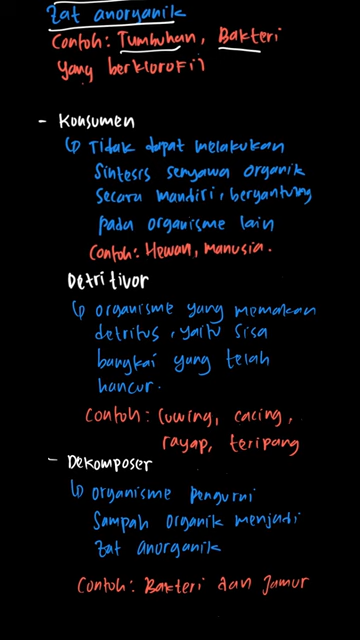 Zat anorganik
Contoh: Tumbuhan, Bakteri
yang berklorofil
- Konsumen
↳ Tidak dapat melakukan
Sintesis senyawa organik
Secara mandiri, bergantung
pada organisme lain
Contoh: Hewan, manusia.
Detritivor
↳ organisme yang memakan
detritus, yaitu sisa
bangkai yang telah
hancur.
Contoh: luwing, cacing,
rayap, teripang
- Dekomposer
↳ organisme pengurai
Sampah organik menjadi
Zat anorganik
Contoh: Bakteri dan Jamur